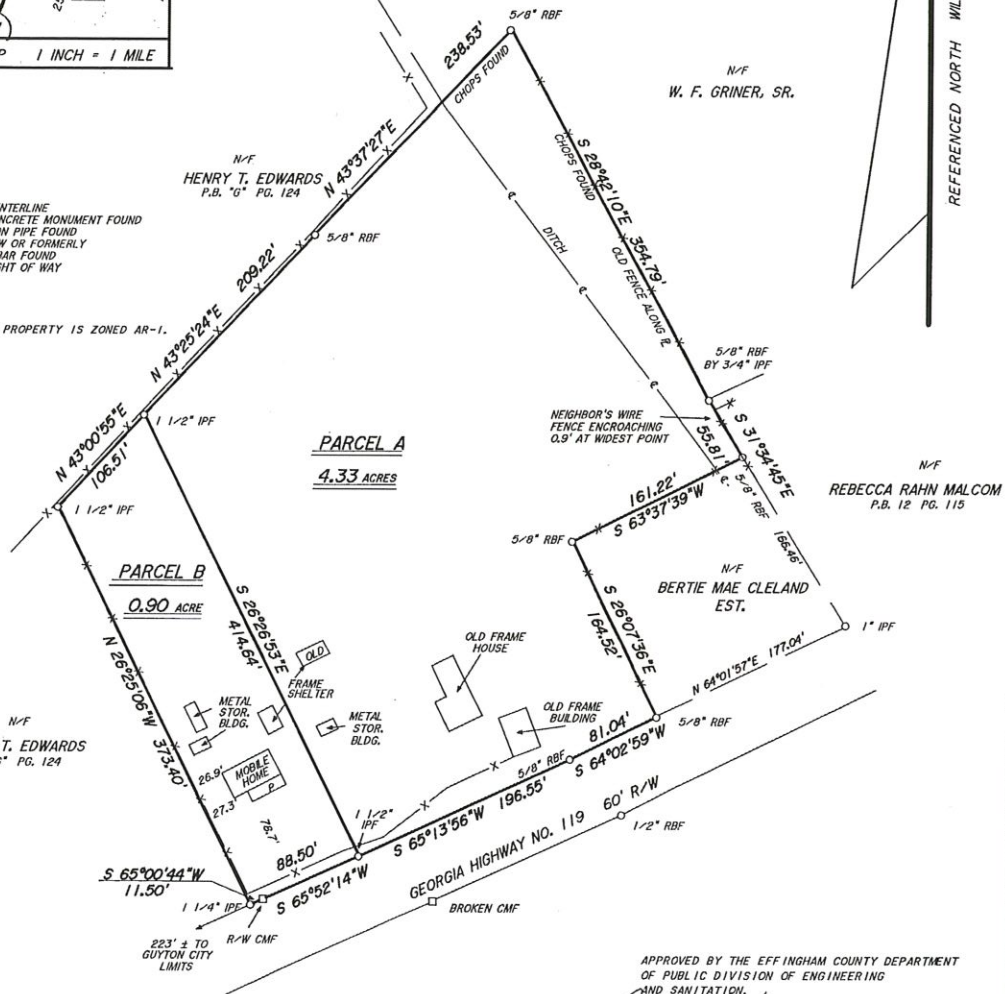 1 INCH = 1 MILE
5/8" RBF
238.53'
CHOPS FOUND
N/F
W. F. GRINER, SR.
REFERENCED NORTH
N/F
HENRY T. EDWARDS
P.B. "G" PG. 124
N 43°37'27"E
S 28°42'10"E
354.79'
CHOPS FOUND
OLD FENCE ALONG PL
DITCH
CONCRETE MONUMENT FOUND
PIPE FOUND
OR FORMERLY
FOUND
OF WAY
5/8" RBF
209.22'
N 43°25'24"E
PROPERTY IS ZONED AR-1.
5/8" RBF
BY 3/4" IPF
1 1/2" IPF
N 43°00'55"E
106.51'
NEIGHBOR'S WIRE
FENCE ENCROACHING
0.9' AT WIDEST POINT
S 31°34'45"E
55.81'
PARCEL A
4.33 ACRES
N/F
REBECCA RAHN MALCOM
P.B. 12 PG. 115
161.22'
S 63°37'39"W
5/8" RBF
1 1/2" IPF
5/8" RBF
166.46'
PARCEL B
0.90 ACRE
N/F
BERTIE MAE CLELAND
EST.
S 26°07'36"E
164.52'
S 26°26'53"E
414.64'
1" IPF
N 64°01'57"E 177.04'
OLD FRAME
HOUSE
OLD
FRAME
SHELTER
N 26°25'06"W
373.40'
METAL
STOR.
BLDG.
METAL
STOR.
BLDG.
OLD FRAME
BUILDING
5/8" RBF
81.04'
S 64°02'59"W
N/F
T. EDWARDS
PG. 124
26.9'
MOBILE
HOME
P
27.3'
78.7'
5/8" RBF
196.55'
S 65°13'56"W
1 1/2"
IPF
GEORGIA HIGHWAY NO. 119 60' R/W
1/2" RBF
88.50'
S 65°52'14"W
S 65°00'44"W
11.50'
1 1/4" IPF
R/W CMF
BROKEN CMF
223' ± TO
GUYTON CITY
LIMITS
APPROVED BY THE EFFINGHAM COUNTY DEPARTMENT
OF PUBLIC DIVISION OF ENGINEERING
AND SANITATION.